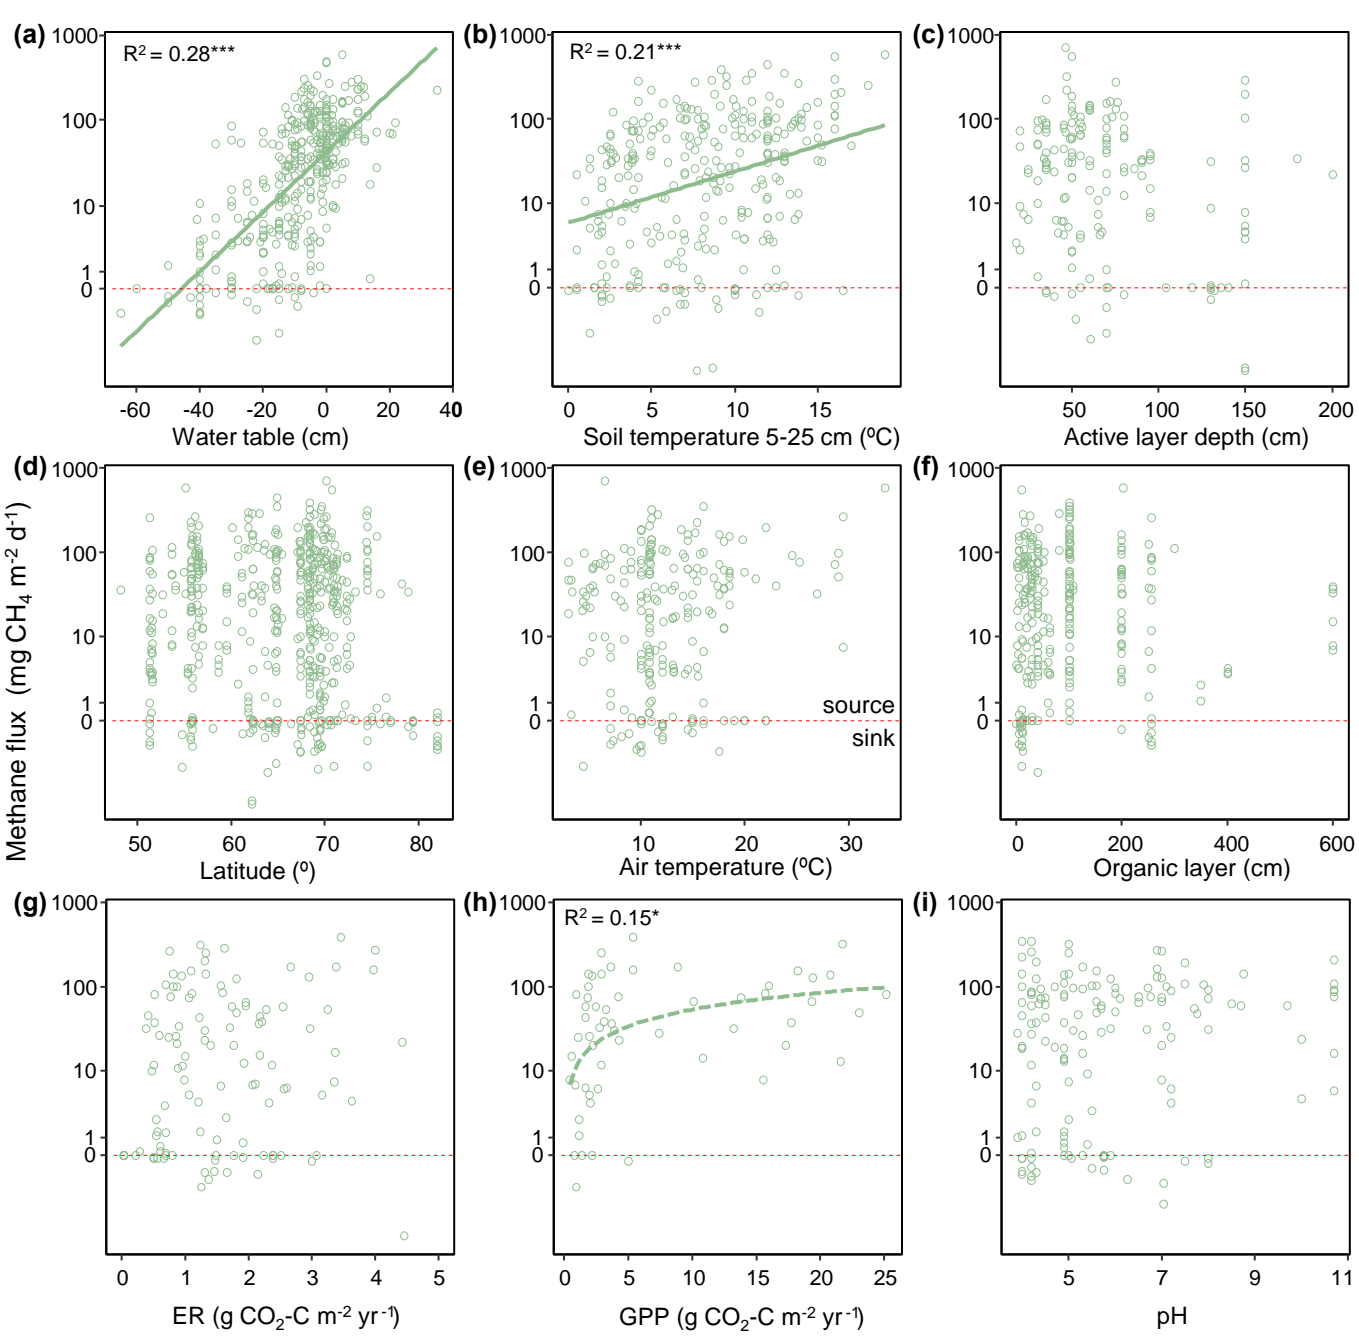 (a)
R² = 0.28***
1000
100
10
1
0
-60 -40 -20 0 20 40
Water table (cm)
(b)
R² = 0.21***
1000
100
10
1
0
0 5 10 15
Soil temperature 5-25 cm (ºC)
(c)
1000
100
10
1
0
50 100 150 200
Active layer depth (cm)
Methane flux (mg CH₄ m⁻² d⁻¹)
(d)
1000
100
10
1
0
50 60 70 80
Latitude (º)
(e)
1000
100
10
1
0
source
sink
10 20 30
Air temperature (ºC)
(f)
1000
100
10
1
0
0 200 400 600
Organic layer (cm)
(g)
1000
100
10
1
0
0 1 2 3 4 5
ER (g CO₂-C m⁻² yr⁻¹)
(h)
R² = 0.15*
1000
100
10
1
0
0 5 10 15 20 25
GPP (g CO₂-C m⁻² yr⁻¹)
(i)
1000
100
10
1
0
5 7 9 11
pH